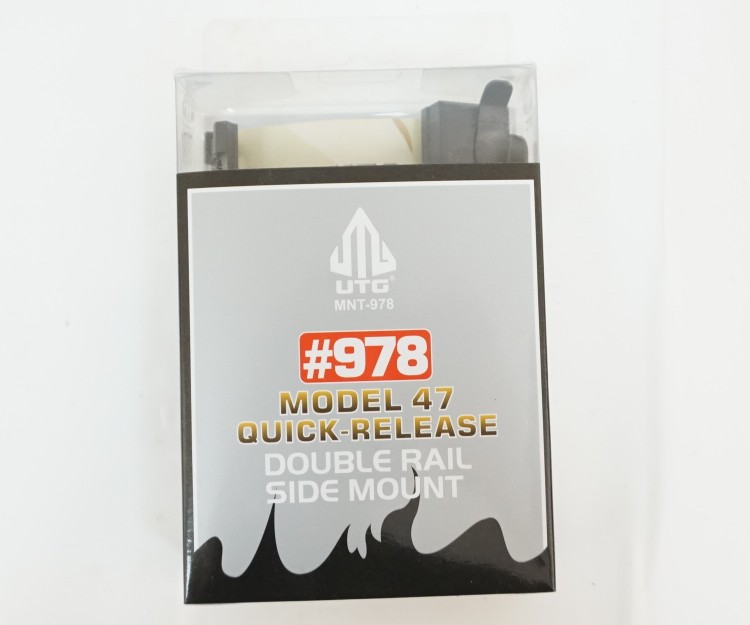 UTG®
MNT-978
#978
MODEL 47
QUICK-RELEASE
DOUBLE RAIL
SIDE MOUNT